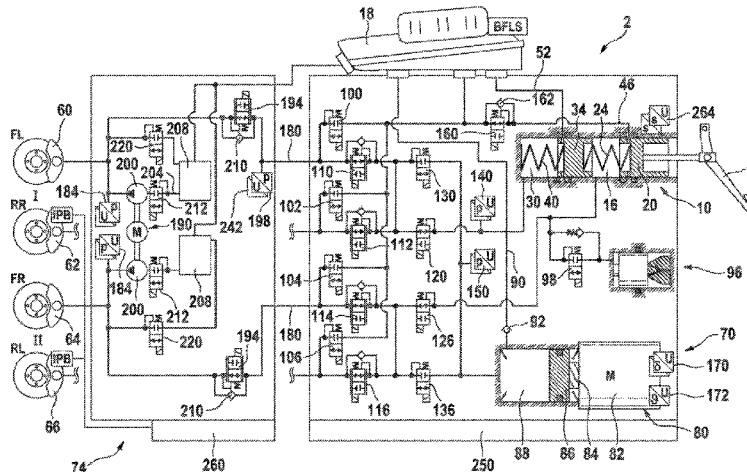 18 BFLS 2
52
46
60 194 100 162 34 24 264
FL 208 160 U
220 200 210 180
I 184 204 110 130 140 30 40 16 20 10
U P 212 242 U P 198
RR PB 190 M 102
62 184 P U 208 112 120 150 90 98 96
FR 200 104
II 64 212 194 180 114 126 92
RL PB 220 106 70
66 210 116 136 88 86 84 M 82 U 170 U 172 80
74 260 250